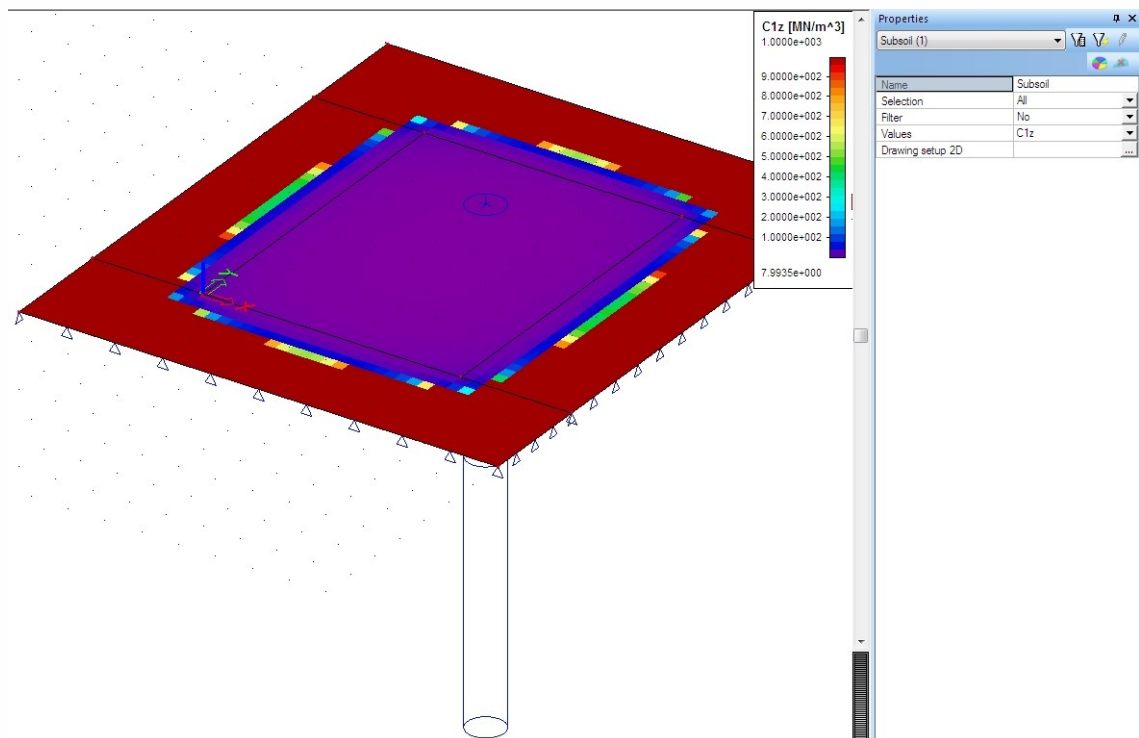 C1z [MN/m^3]
1.0000e+003
9.0000e+002
8.0000e+002
7.0000e+002
6.0000e+002
5.0000e+002
4.0000e+002
3.0000e+002
2.0000e+002
1.0000e+002
7.9935e+000
Y
X
Properties
Subsoil (1)
Name Subsoil
Selection All
Filter No
Values C1z
Drawing setup 2D ...